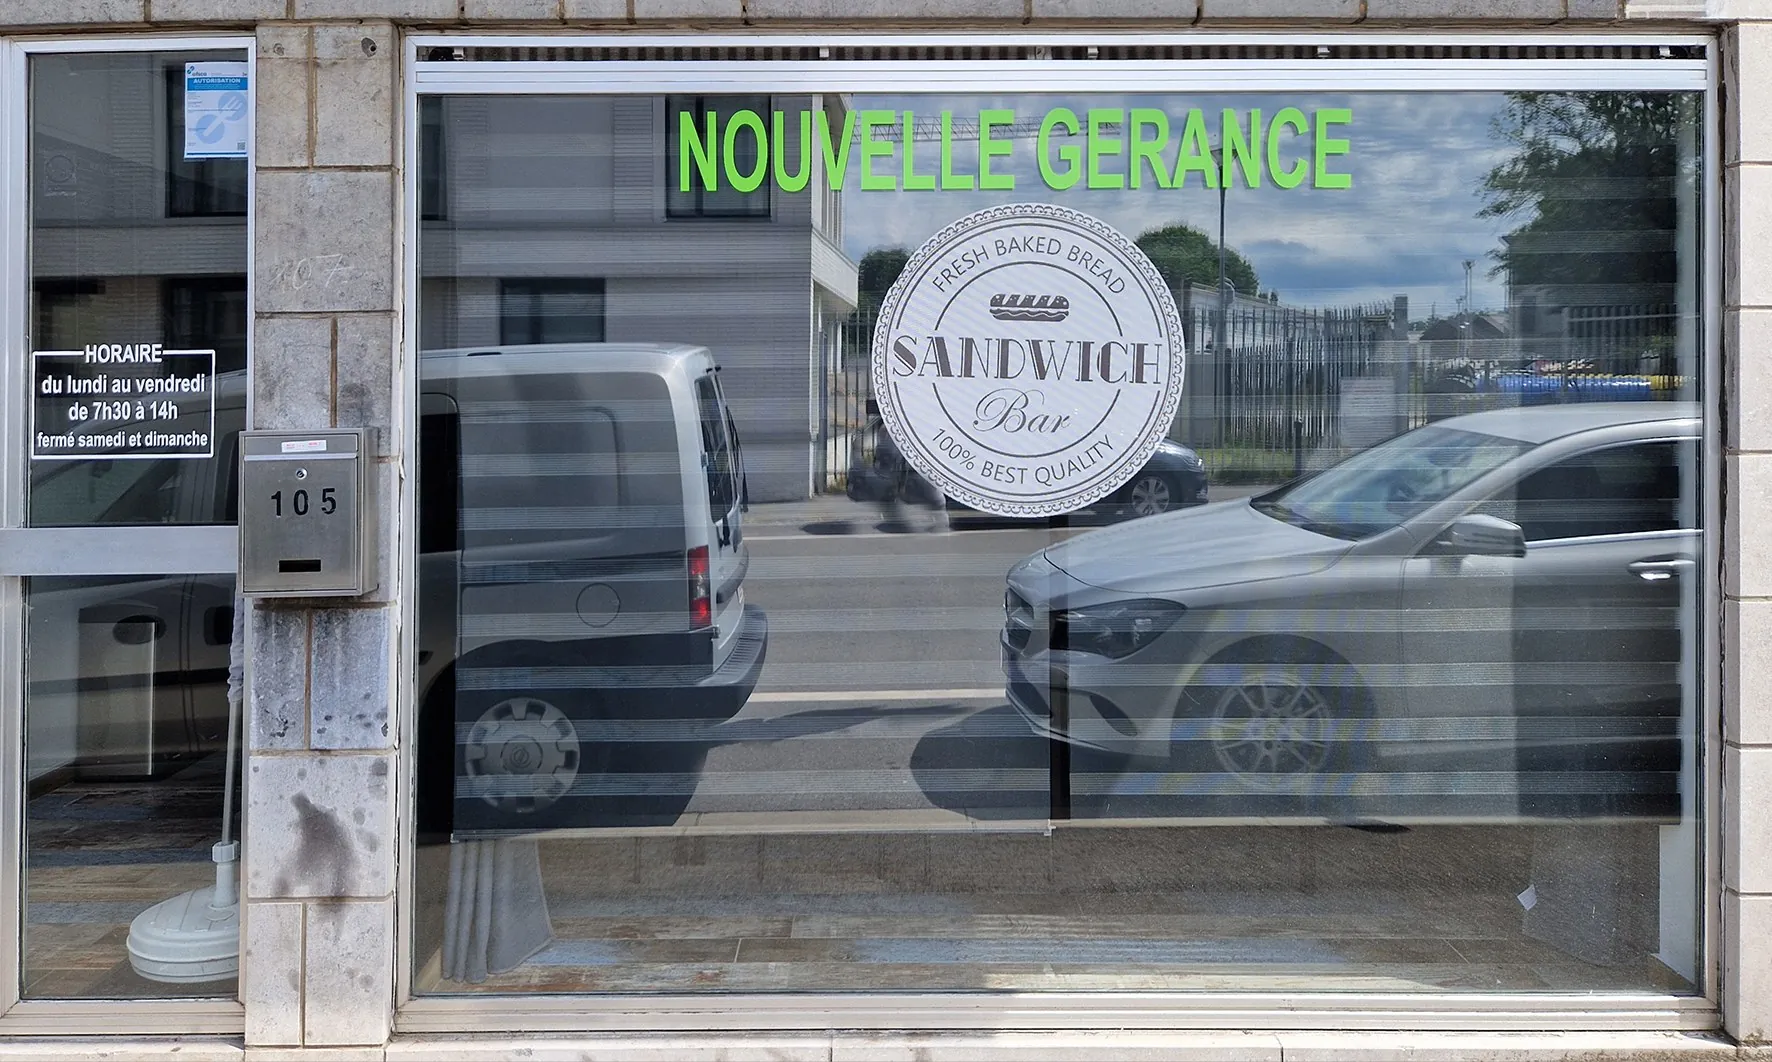 AUTORISATION
HORAIRE
du lundi au vendredi
de 7h30 à 14h
fermé samedi et dimanche
107
105
NOUVELLE GERANCE
FRESH BAKED BREAD
SANDWICH
Bar
100% BEST QUALITY